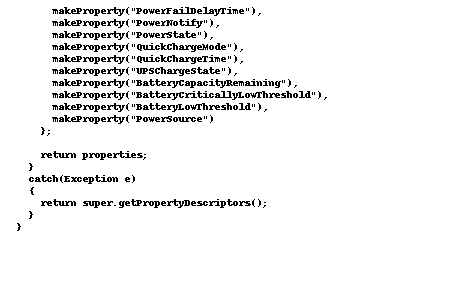 makeProperty("PowerFailDelayTime"),
makeProperty("PowerNotify"),
makeProperty("PowerState"),
makeProperty("QuickChargeMode"),
makeProperty("QuickChargeTime"),
makeProperty("UPSChargeState"),
makeProperty("BatteryCapacityRemaining"),
makeProperty("BatteryCriticallyLowThreshold"),
makeProperty("BatteryLowThreshold"),
makeProperty("PowerSource")
};
return properties;
}
catch(Exception e)
{
return super.getPropertyDescriptors();
}
}